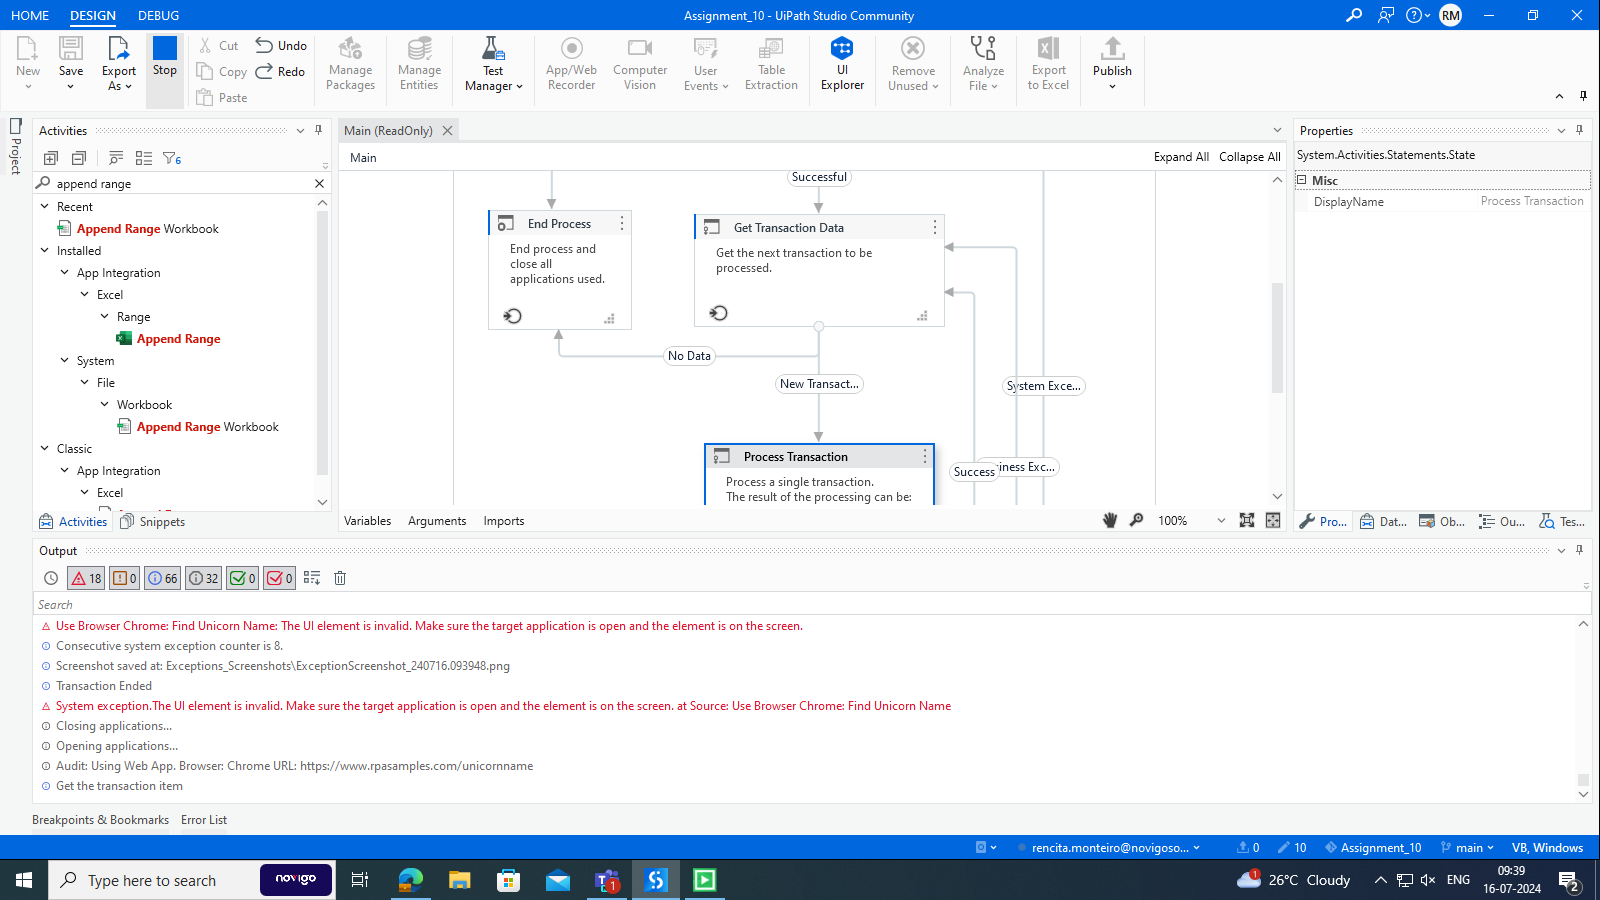 HOME DESIGN DEBUG
Assignment_10 - UiPath Studio Community
RM
New
Save
Export As
Stop
Cut
Copy
Paste
Undo
Redo
Manage Packages
Manage Entities
Test Manager
App/Web Recorder
Computer Vision
User Events
Table Extraction
UI Explorer
Remove Unused
Analyze File
Export to Excel
Publish
Project
Activities
6
append range
Recent
Append Range Workbook
Installed
App Integration
Excel
Range
Append Range
System
File
Workbook
Append Range Workbook
Classic
App Integration
Excel
Activities Snippets
Main (ReadOnly)
Main
Expand All Collapse All
Successful
End Process
End process and
close all
applications used.
Get Transaction Data
Get the next transaction to be
processed.
No Data
New Transact...
System Exce...
Process Transaction
Process a single transaction.
The result of the processing can be:
Success
iness Exc...
Variables Arguments Imports
100%
Properties
System.Activities.Statements.State
Misc
DisplayName Process Transaction
Pro... Dat... Ob... Ou... Tes...
Output
18 0 66 32 0 0
Search
Use Browser Chrome: Find Unicorn Name: The UI element is invalid. Make sure the target application is open and the element is on the screen.
Consecutive system exception counter is 8.
Screenshot saved at: Exceptions_Screenshots\ExceptionScreenshot_240716.093948.png
Transaction Ended
System exception.The UI element is invalid. Make sure the target application is open and the element is on the screen. at Source: Use Browser Chrome: Find Unicorn Name
Closing applications...
Opening applications...
Audit: Using Web App. Browser: Chrome URL: https://www.rpasamples.com/unicornname
Get the transaction item
Breakpoints & Bookmarks Error List
rencita.monteiro@novigoso... 0 10 Assignment_10 main VB, Windows
Type here to search
novigo
1
1
26°C Cloudy
ENG
09:39
16-07-2024
2